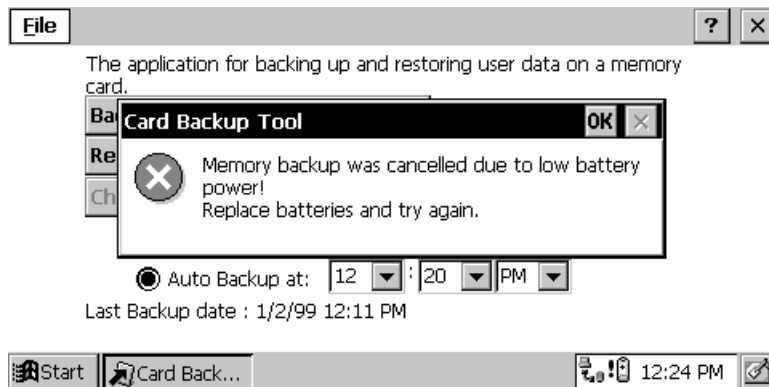 File ? ×
The application for backing up and restoring user data on a memory
card.
Ba
Card Backup Tool OK ×
Re
Memory backup was cancelled due to low battery
power!
Ch
Replace batteries and try again.
Auto Backup at: 12 : 20 PM
Last Backup date : 1/2/99 12:11 PM
Start Card Back... 12:24 PM